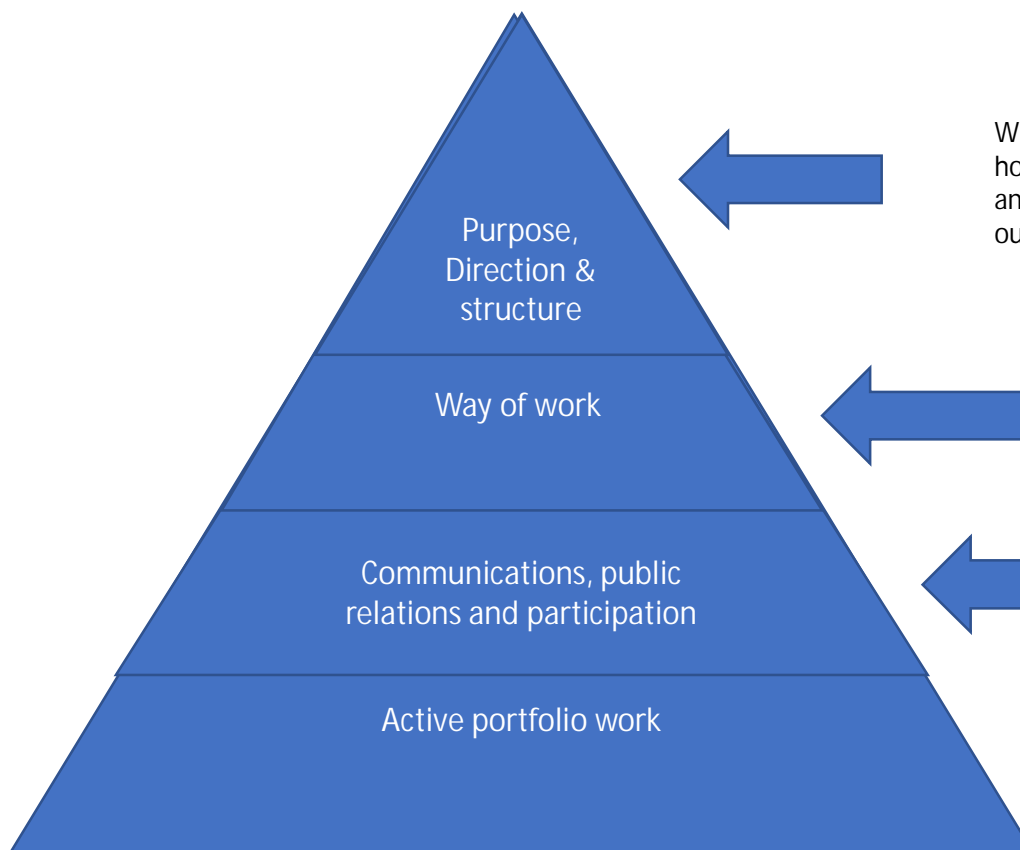 Purpose,
Direction &
structure
Way of work
Communications, public
relations and participation
Active portfolio work